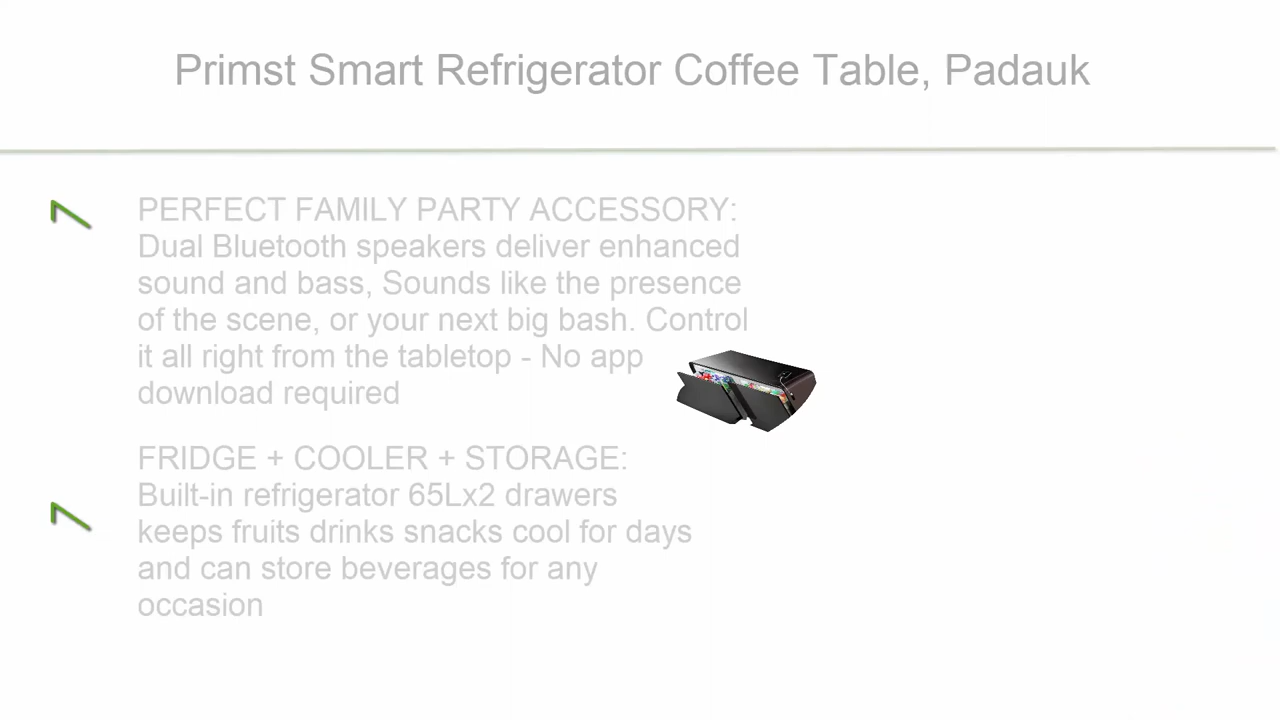 Primst Smart Refrigerator Coffee Table, Padauk
PERFECT FAMILY PARTY ACCESSORY:
Dual Bluetooth speakers deliver enhanced
sound and bass, Sounds like the presence
of the scene, or your next big bash. Control
it all right from the tabletop - No app
download required
FRIDGE + COOLER + STORAGE:
Built-in refrigerator 65Lx2 drawers
keeps fruits drinks snacks cool for days
and can store beverages for any
occasion